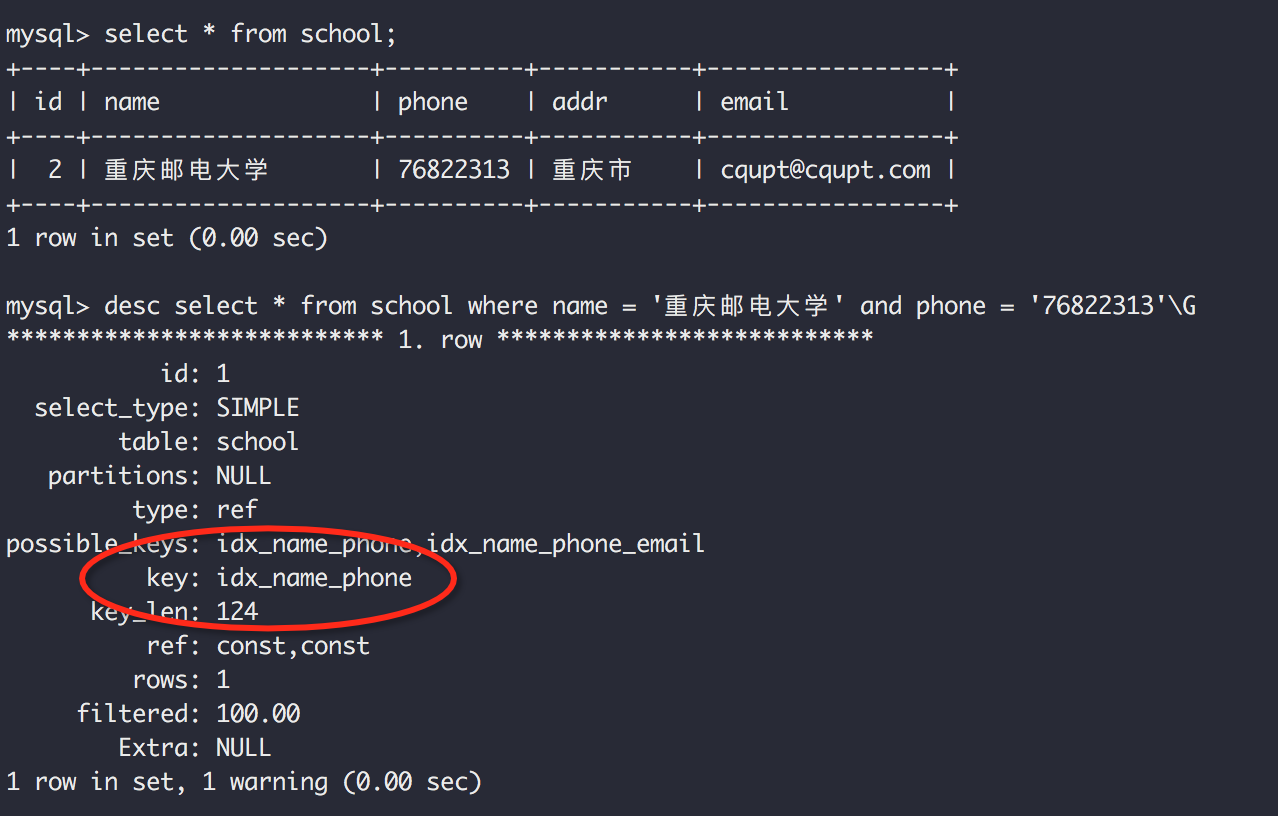 mysql> select * from school;
+----+--------------------+----------+-----------+-----------------+
| id | name               | phone    | addr      | email           |
+----+--------------------+----------+-----------+-----------------+
|  2 | 重庆邮电大学       | 76822313 | 重庆市    | cqupt@cqupt.com |
+----+--------------------+----------+-----------+-----------------+
1 row in set (0.00 sec)
mysql> desc select * from school where name = '重庆邮电大学' and phone = '76822313'\G
*************************** 1. row ***************************
           id: 1
  select_type: SIMPLE
        table: school
   partitions: NULL
         type: ref
possible_keys: idx_name_phone,idx_name_phone_email
          key: idx_name_phone
      key_len: 124
          ref: const,const
         rows: 1
     filtered: 100.00
        Extra: NULL
1 row in set, 1 warning (0.00 sec)